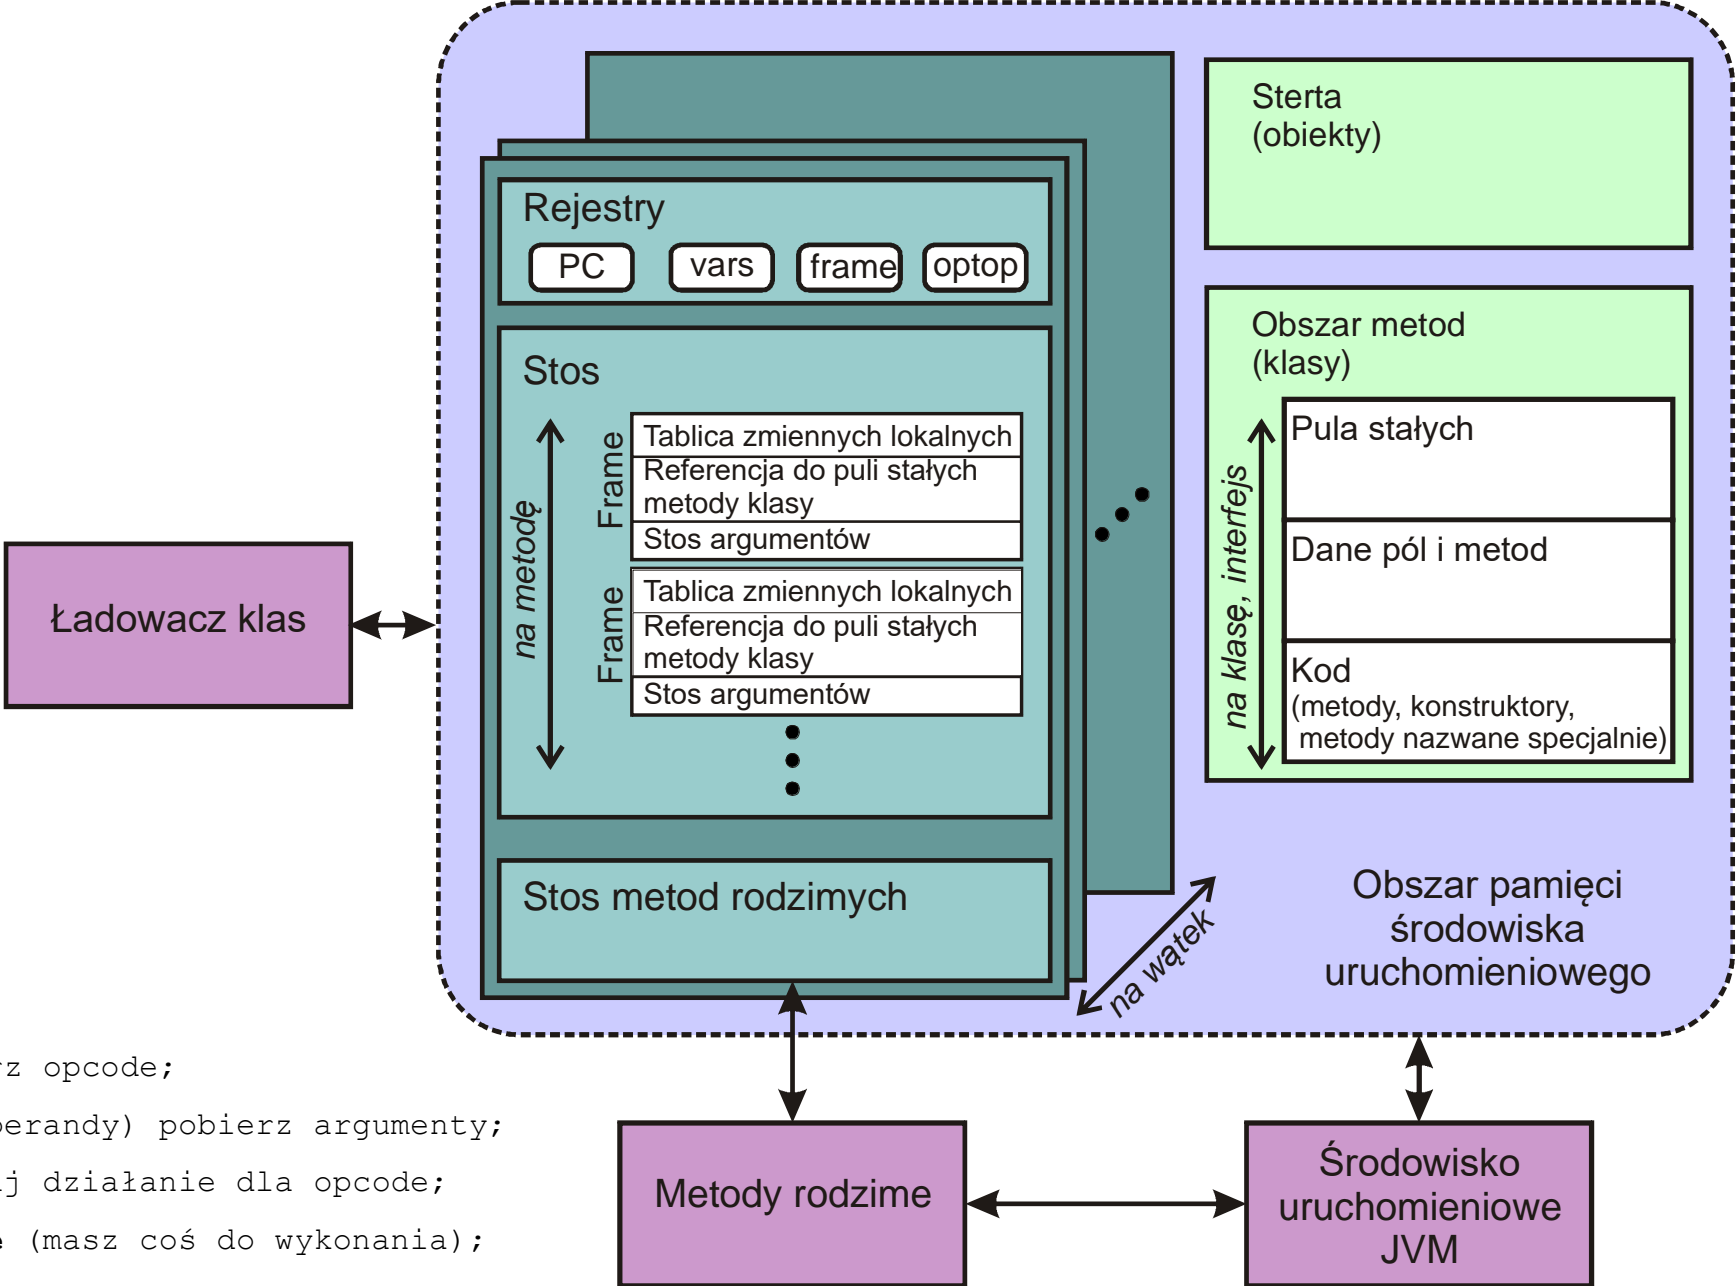 Sterta
(obiekty)
Rejestry
PC
vars
frame
optop
Obszar metod
(klasy)
Stos
na metodę
Frame
Tablica zmiennych lokalnych
Referencja do puli stałych
metody klasy
Stos argumentów
Frame
Tablica zmiennych lokalnych
Referencja do puli stałych
metody klasy
Stos argumentów
na klasę, interfejs
Pula stałych
Dane pól i metod
Kod
(metody, konstruktory,
metody nazwane specjalnie)
Ładowacz klas
Stos metod rodzimych
na wątek
Obszar pamięci
środowiska
uruchomieniowego
rz opcode;
perandy) pobierz argumenty;
aj działanie dla opcode;
e (masz coś do wykonania);
Metody rodzime
Środowisko
uruchomieniowe
JVM